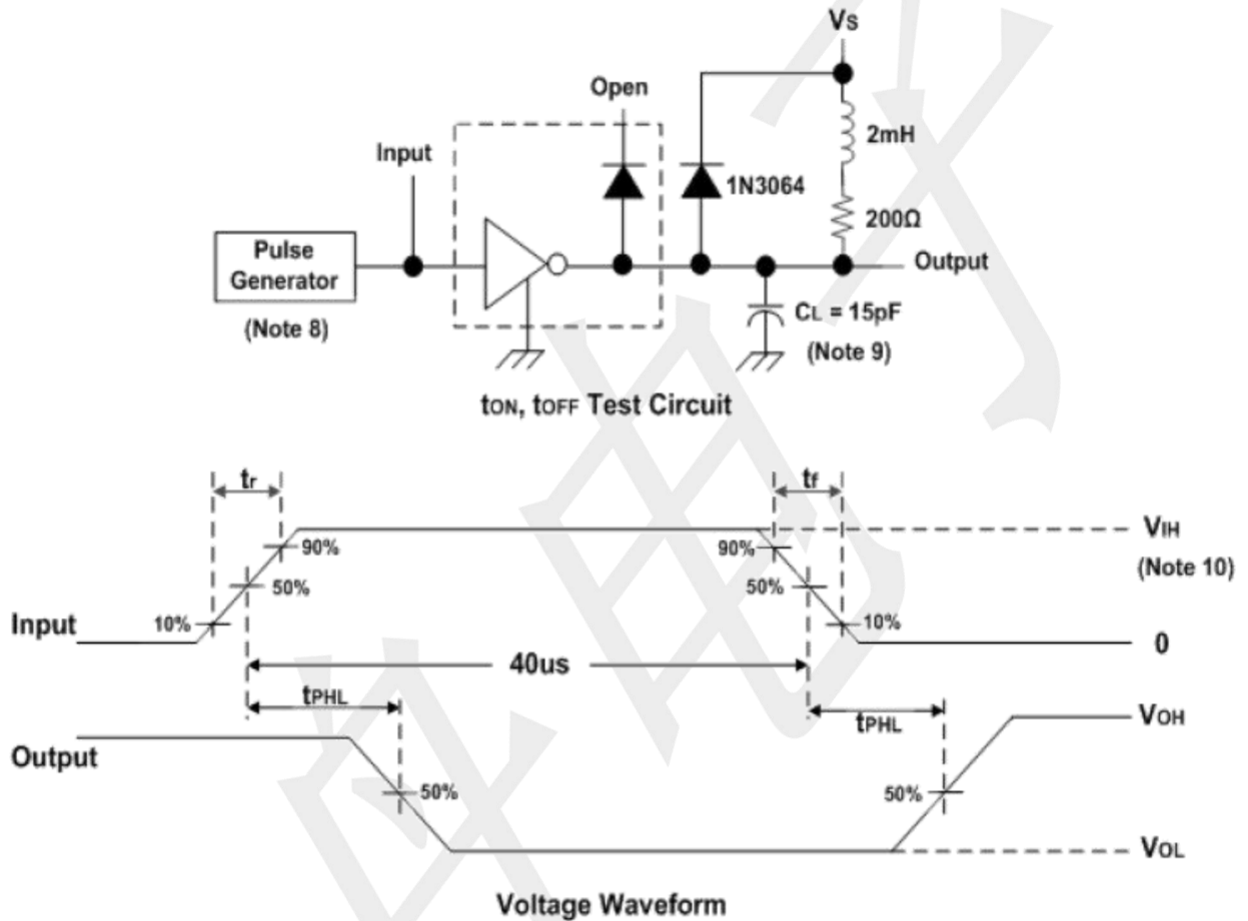 Vs
Open
2mH
Input
1N3064
200Ω
Pulse
Generator
Output
(Note 8)
CL = 15pF
(Note 9)
tON, tOFF Test Circuit
tr
tf
VIH
90%
90%
(Note 10)
50%
50%
Input
10%
10%
0
40us
tPHL
tPHL
VOH
Output
50%
50%
VOL
Voltage Waveform